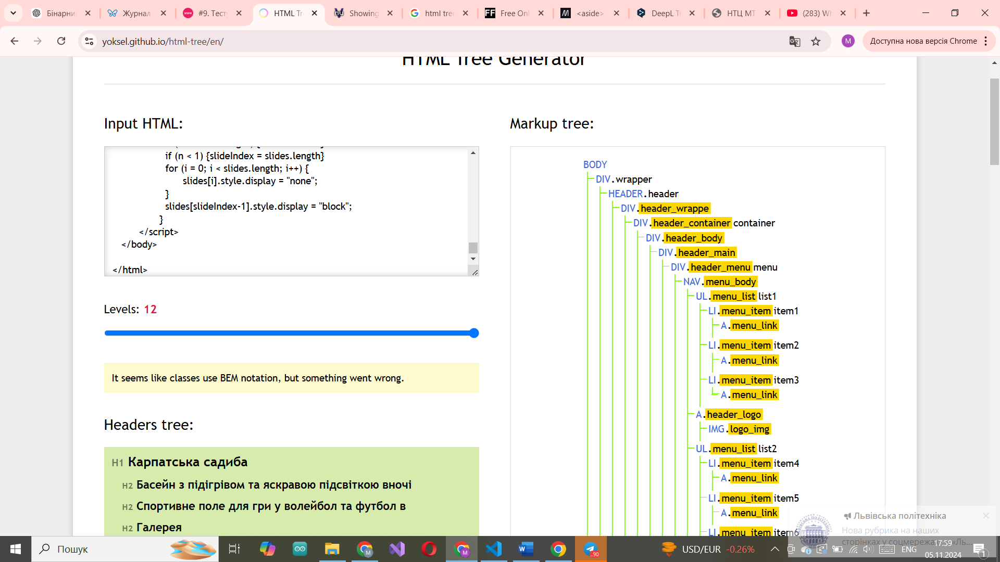 Бінарни
Журнал
#9. Тест
HTML Tr
Showing
html tree
Free Onl
<aside>
DeepL Tr
НТЦ МТ
(283) Wh
yoksel.github.io/html-tree/en/
M
Доступна нова версія Chrome
HTML Tree Generator
Input HTML:
if (n < 1) {slideIndex = slides.length}
for (i = 0; i < slides.length; i++) {
slides[i].style.display = "none";
}
slides[slideIndex-1].style.display = "block";
}
</script>
</body>
</html>
Levels: 12
It seems like classes use BEM notation, but something went wrong.
Headers tree:
H1 Карпатська садиба
H2 Басейн з підігрівом та яскравою підсвіткою вночі
H2 Спортивне поле для гри у волейбол та футбол в
H2 Галерея
Markup tree:
BODY
DIV.wrapper
HEADER.header
DIV.header_wrappe
DIV.header_container container
DIV.header_body
DIV.header_main
DIV.header_menu menu
NAV.menu_body
UL.menu_list list1
LI.menu_item item1
A.menu_link
LI.menu_item item2
A.menu_link
LI.menu_item item3
A.menu_link
A.header_logo
IMG.logo_img
UL.menu_list list2
LI.menu_item item4
A.menu_link
LI.menu_item item5
A.menu_link
LI.menu_item item6
Львівська політехніка
Нова рубрика на наших
сторінках у соцмережах: «Ль...
Пошук
..90
USD/EUR -0.26%
ENG
17:59
05.11.2024
1